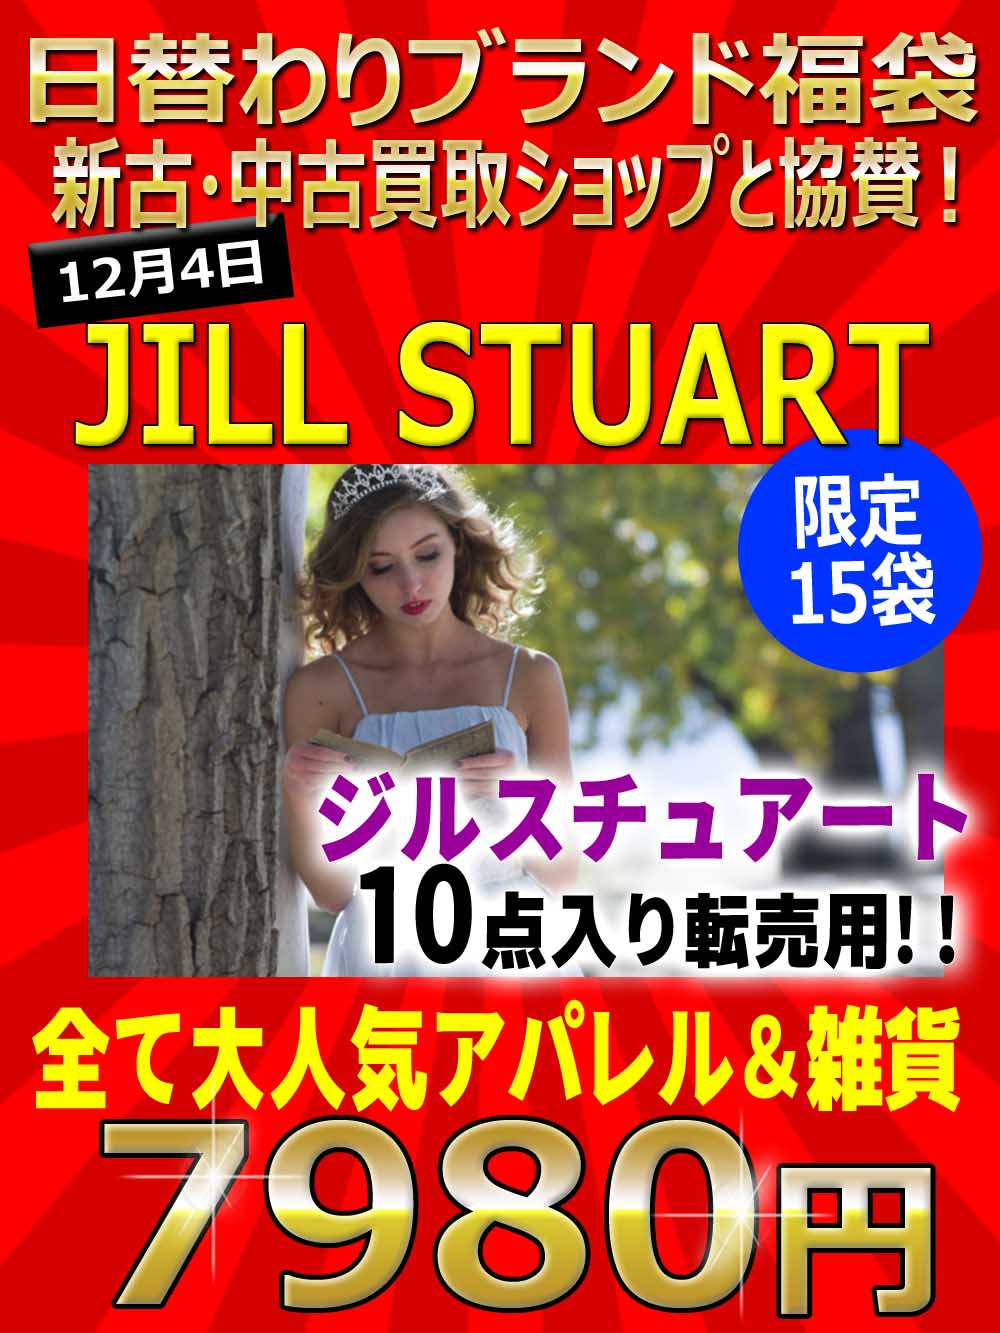 日替わりブランド福袋
新古・中古買取ショップと協賛！
12月4日
JILL STUART
限定
15袋
ジルスチュアート
10点入り転売用!!
全て大人気アパレル＆雑貨
7980円